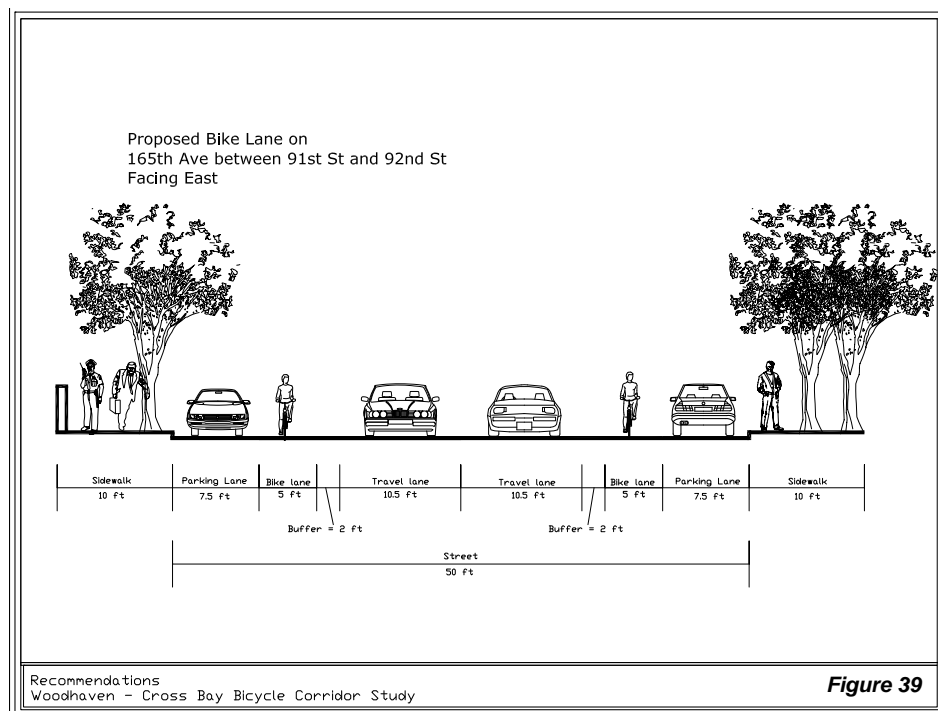 Proposed Bike Lane on
165th Ave between 91st St and 92nd St
Facing East
Sidewalk
10 ft
Parking Lane
7.5 ft
Bike lane
5 ft
Travel lane
10.5 ft
Travel lane
10.5 ft
Bike lane
5 ft
Parking Lane
7.5 ft
Sidewalk
10 ft
Buffer = 2 ft
Buffer = 2 ft
Street
50 ft
Recommendations
Woodhaven - Cross Bay Bicycle Corridor Study
Figure 39